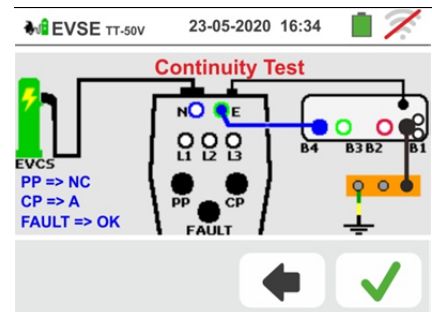 EVSE TT-50V 23-05-2020 16:34
Continuity Test
N E
L1 L2 L3
B4 B3 B2 B1
EVCS
PP => NC
CP => A
FAULT => OK
PP CP
FAULT